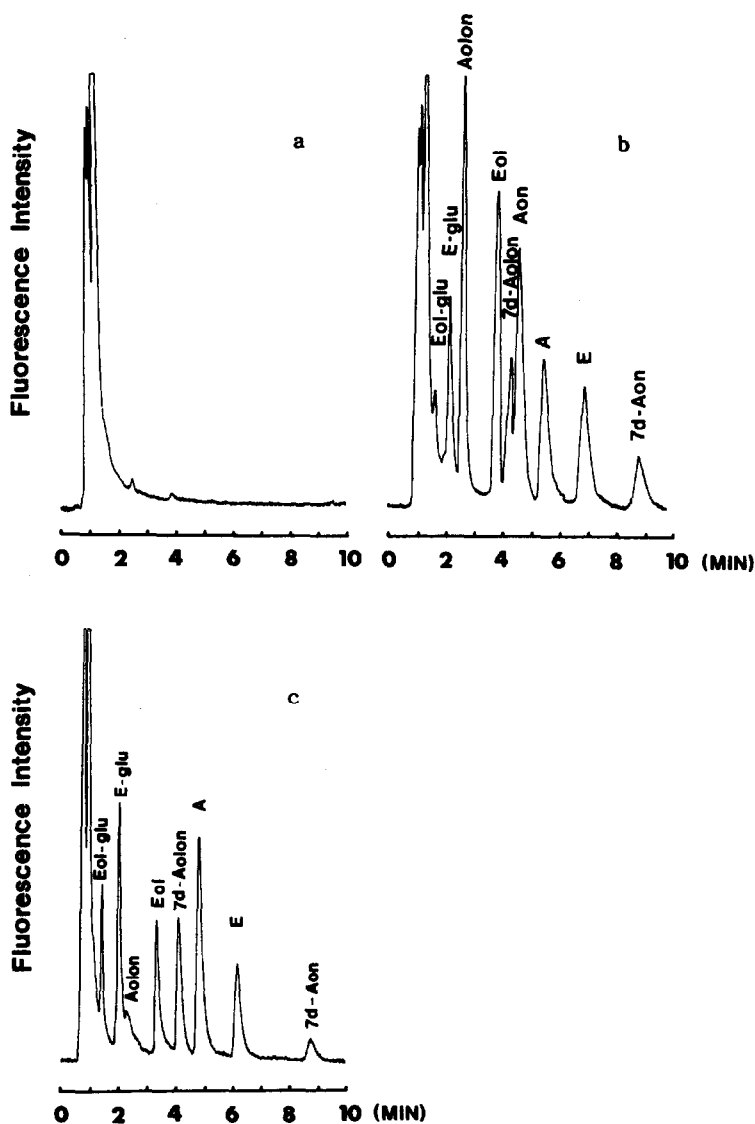 Fluorescence Intensity
a
0 2 4 6 8 10
b
Eol-glu
E-glu
Aolon
Eol
7d-Aolon
Aon
A
E
7d-Aon
0 2 4 6 8 10 (MIN)
Fluorescence Intensity
c
Eol-glu
E-glu
Aolon
Eol
7d-Aolon
A
E
7d-Aon
0 2 4 6 8 10 (MIN)